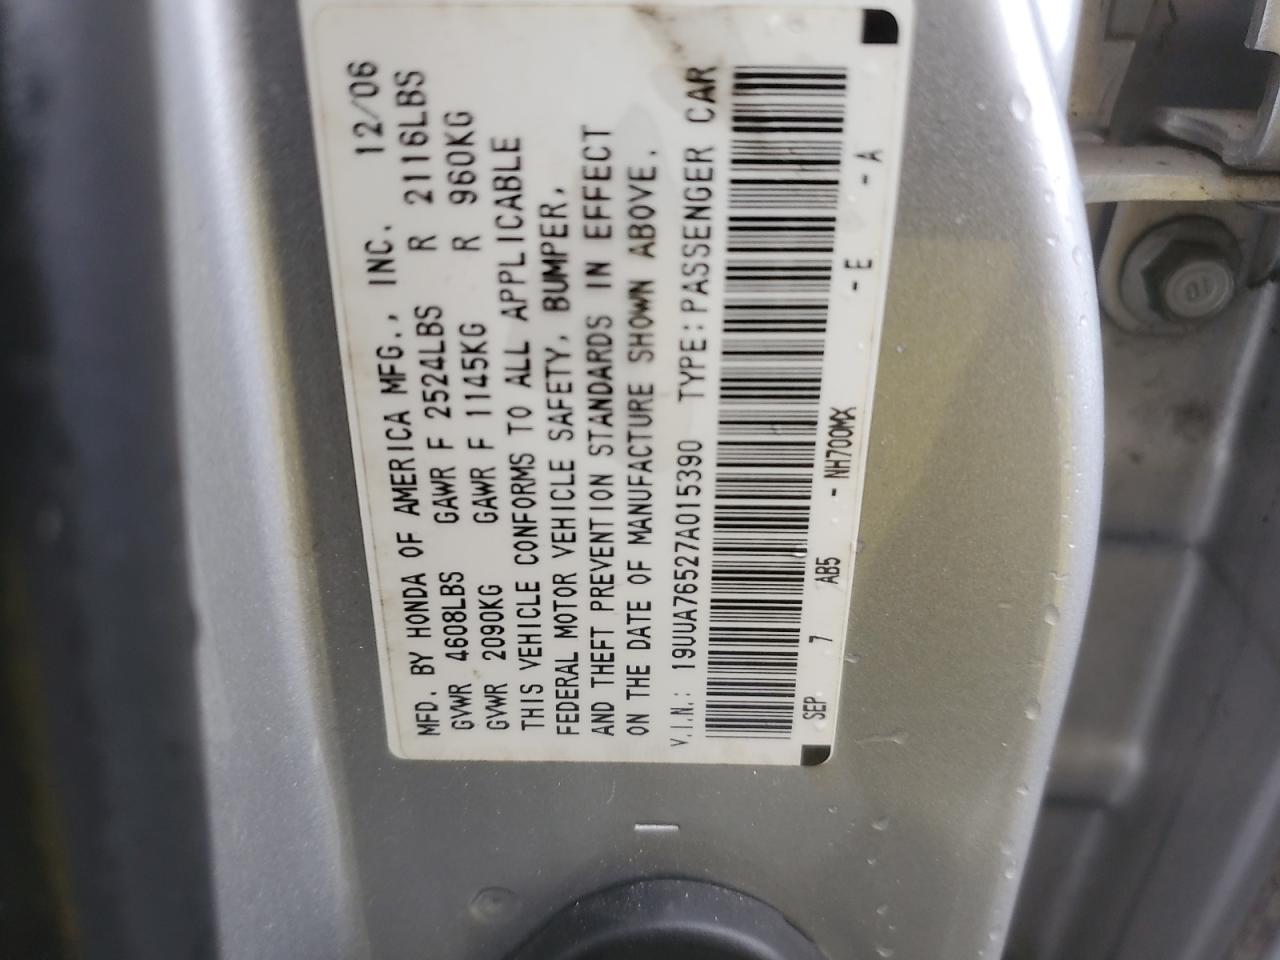 MFD. BY HONDA OF AMERICA MFG., INC. 12/06
GVWR 4608LBS GAWR F 2524LBS R 2116LBS
GVWR 2090KG GAWR F 1145KG R 960KG
THIS VEHICLE CONFORMS TO ALL APPLICABLE
FEDERAL MOTOR VEHICLE SAFETY, BUMPER,
AND THEFT PREVENTION STANDARDS IN EFFECT
ON THE DATE OF MANUFACTURE SHOWN ABOVE.
V.I.N.: 19UUA76527A015390 TYPE:PASSENGER CAR
SEP 7 AB5 - NH700MX - E - A
10